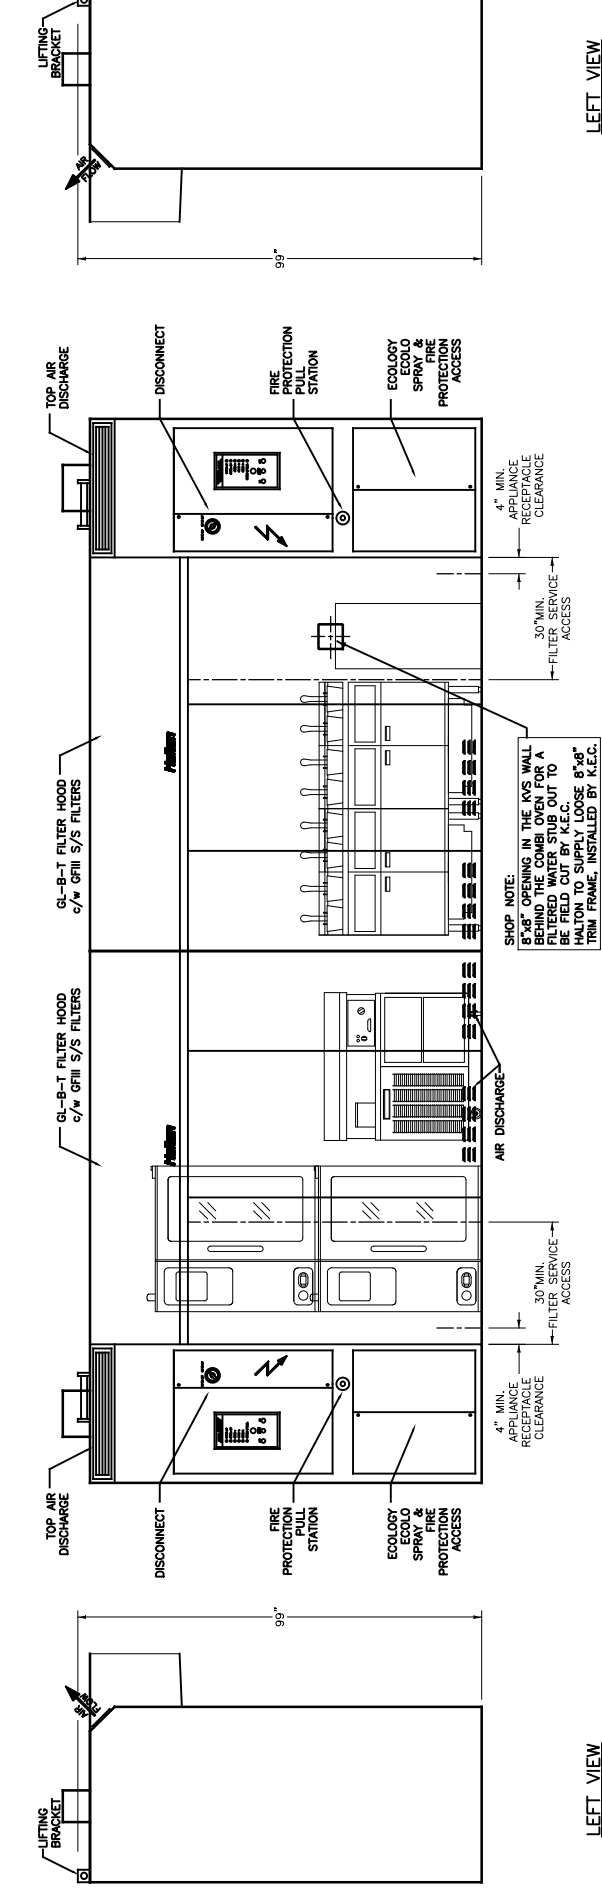 LIFTING
BRACKET
AIR
FLOW
99"
LEFT VIEW
TOP AIR
DISCHARGE
DISCONNECT
FIRE
PROTECTION
PULL
STATION
ECOLOGY
ECOLO
SPRAY &
FIRE
PROTECTION
ACCESS
4" MIN.
APPLIANCE
RECEPTACLE
CLEARANCE
30"MIN.
FILTER SERVICE
ACCESS
GL-B-T FILTER HOOD
c/w GFIII S/S FILTERS
Halton
AIR DISCHARGE
GL-B-T FILTER HOOD
c/w GFIII S/S FILTERS
Halton
SHOP NOTE:
8"x8" OPENING IN THE KVS WALL
BEHIND THE COMBI OVEN FOR A
FILTERED WATER STUB OUT TO
BE FIELD CUT BY K.E.C.
HALTON TO SUPPLY LOOSE 8"x8"
TRIM FRAME, INSTALLED BY K.E.C.
30"MIN.
FILTER SERVICE
ACCESS
4" MIN.
APPLIANCE
RECEPTACLE
CLEARANCE
TOP AIR
DISCHARGE
DISCONNECT
FIRE
PROTECTION
PULL
STATION
ECOLOGY
ECOLO
SPRAY &
FIRE
PROTECTION
ACCESS
99"
AIR
FLOW
LIFTING
BRACKET
LEFT VIEW